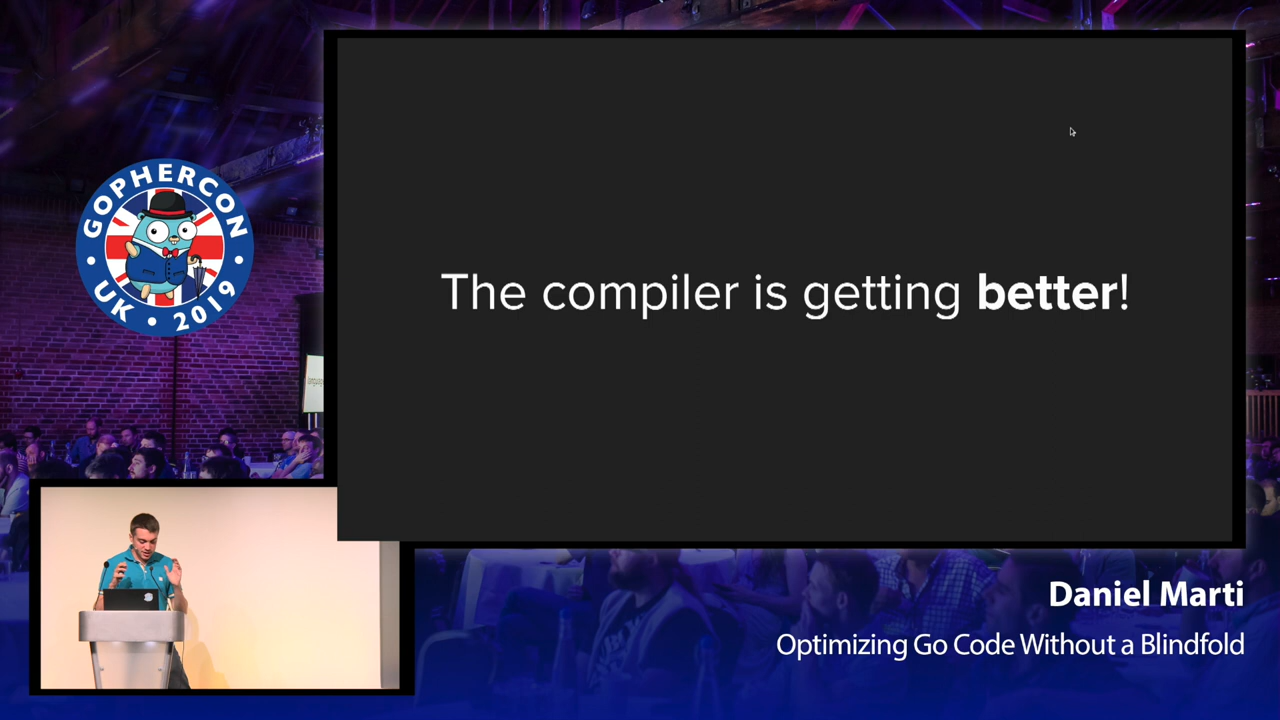 GOPHERCON
UK • 2019
The compiler is getting better!
Daniel Marti
Optimizing Go Code Without a Blindfold